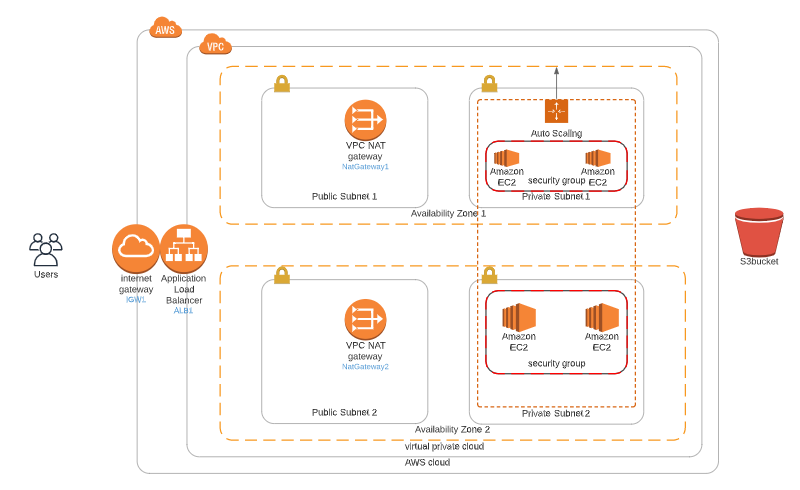 AWS
VPC
VPC NAT
gateway
NatGateway1
Public Subnet 1
Auto Scaling
Amazon
EC2
Amazon
EC2
security group
Private Subnet 1
Availability Zone 1
Users
internet
gateway
IGW1
Application
Load
Balancer
ALB1
S3bucket
VPC NAT
gateway
NatGateway2
Public Subnet 2
Amazon
EC2
Amazon
EC2
security group
Private Subnet 2
Availability Zone 2
virtual private cloud
AWS cloud